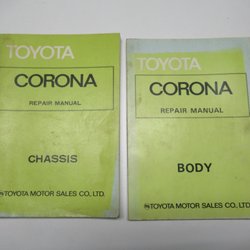 TOYOTA
CORONA
REPAIR MANUAL
CHASSIS
TOYOTA MOTOR SALES CO., LTD.
TOYOTA
CORONA
REPAIR MANUAL
BODY
TOYOTA MOTOR SALES CO., LTD.